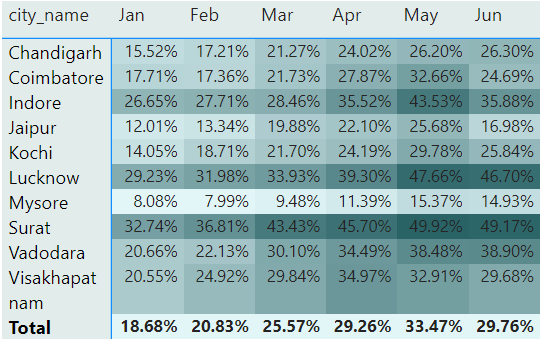 city_name Jan Feb Mar Apr May Jun
Chandigarh 15.52% 17.21% 21.27% 24.02% 26.20% 26.30%
Coimbatore 17.71% 17.36% 21.73% 27.87% 32.66% 24.69%
Indore 26.65% 27.71% 28.46% 35.52% 43.53% 35.88%
Jaipur 12.01% 13.34% 19.88% 22.10% 25.68% 16.98%
Kochi 14.05% 18.71% 21.70% 24.19% 29.78% 25.84%
Lucknow 29.23% 31.98% 33.93% 39.30% 47.66% 46.70%
Mysore 8.08% 7.99% 9.48% 11.39% 15.37% 14.93%
Surat 32.74% 36.81% 43.43% 45.70% 49.92% 49.17%
Vadodara 20.66% 22.13% 30.10% 34.49% 38.48% 38.90%
Visakhapat 20.55% 24.92% 29.84% 34.97% 32.91% 29.68%
nam
Total 18.68% 20.83% 25.57% 29.26% 33.47% 29.76%